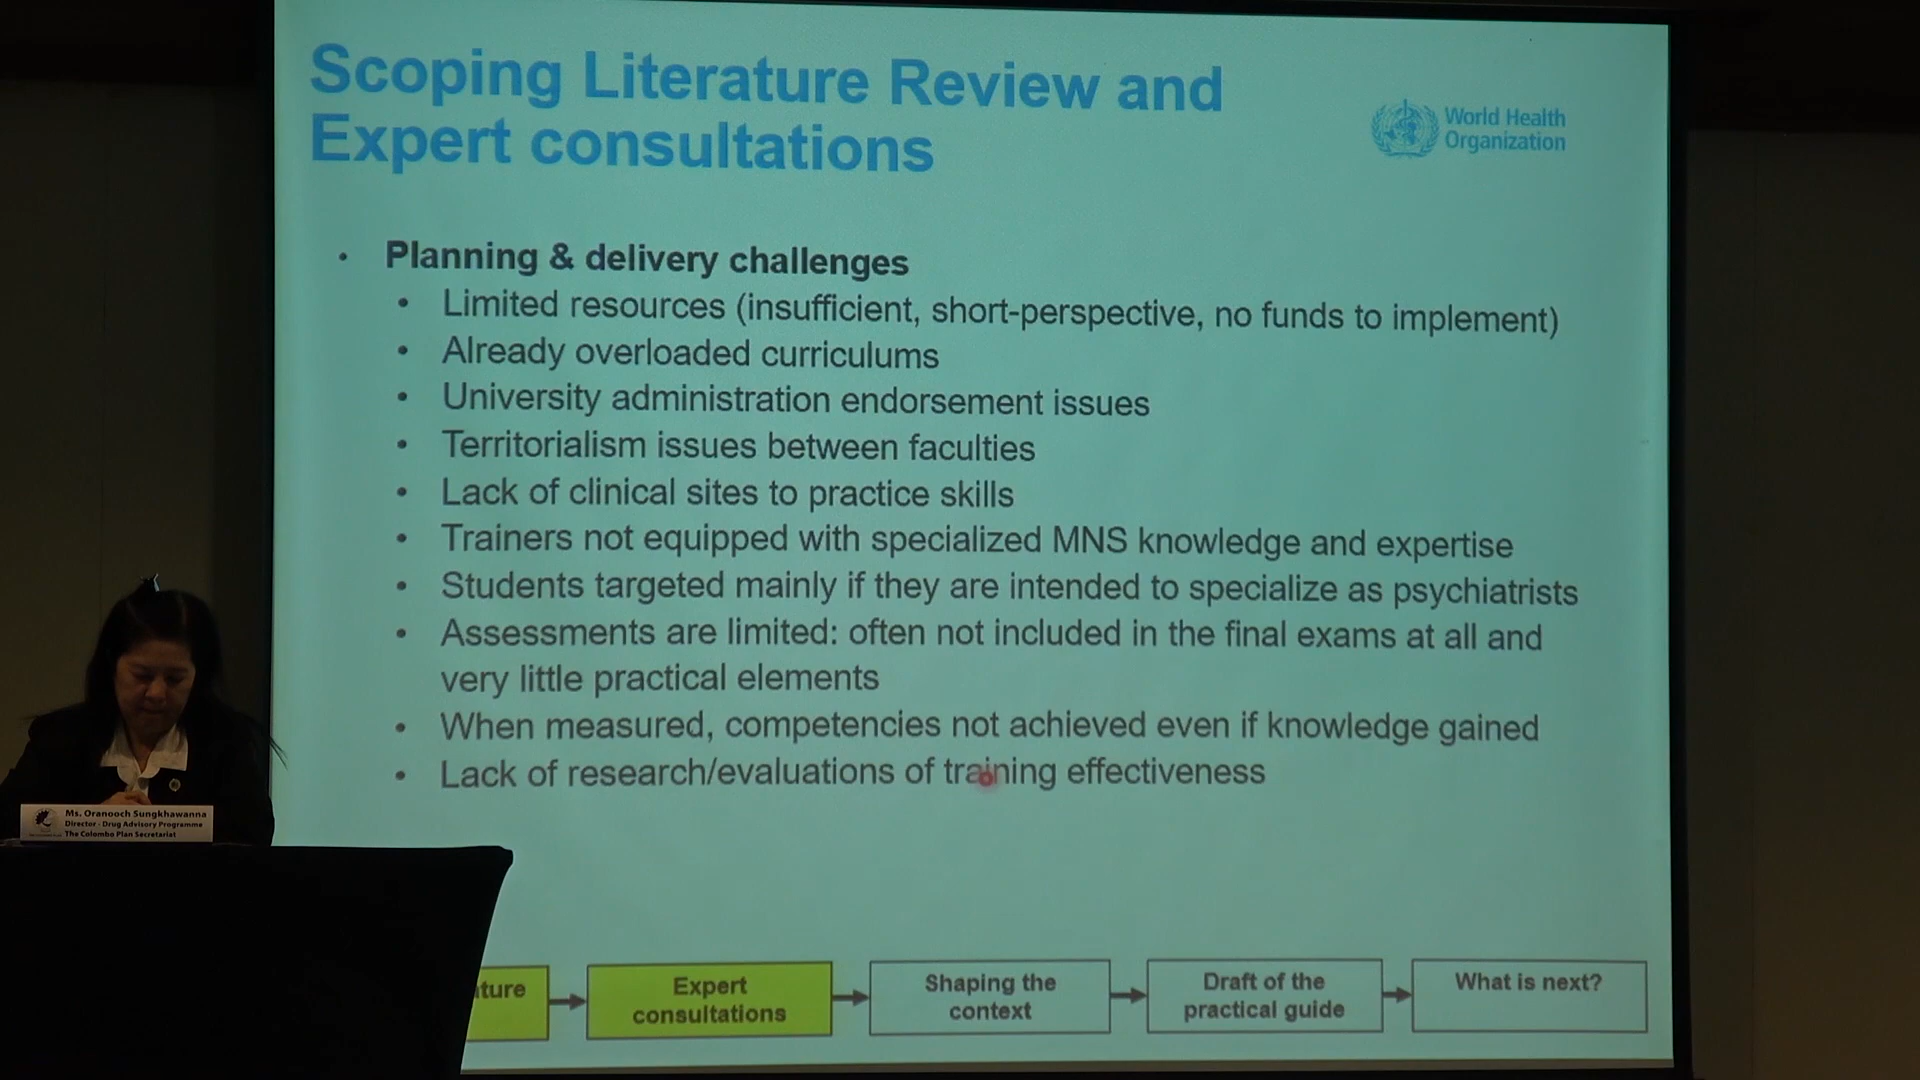 Scoping Literature Review and
Expert consultations
World Health
Organization
• Planning & delivery challenges
• Limited resources (insufficient, short-perspective, no funds to implement)
• Already overloaded curriculums
• University administration endorsement issues
• Territorialism issues between faculties
• Lack of clinical sites to practice skills
• Trainers not equipped with specialized MNS knowledge and expertise
• Students targeted mainly if they are intended to specialize as psychiatrists
• Assessments are limited: often not included in the final exams at all and
very little practical elements
• When measured, competencies not achieved even if knowledge gained
• Lack of research/evaluations of training effectiveness
Ms. Oranooch Sungkhawanna
Director - Drug Advisory Programme
The Colombo Plan Secretariat
ture
Expert
consultations
Shaping the
context
Draft of the
practical guide
What is next?